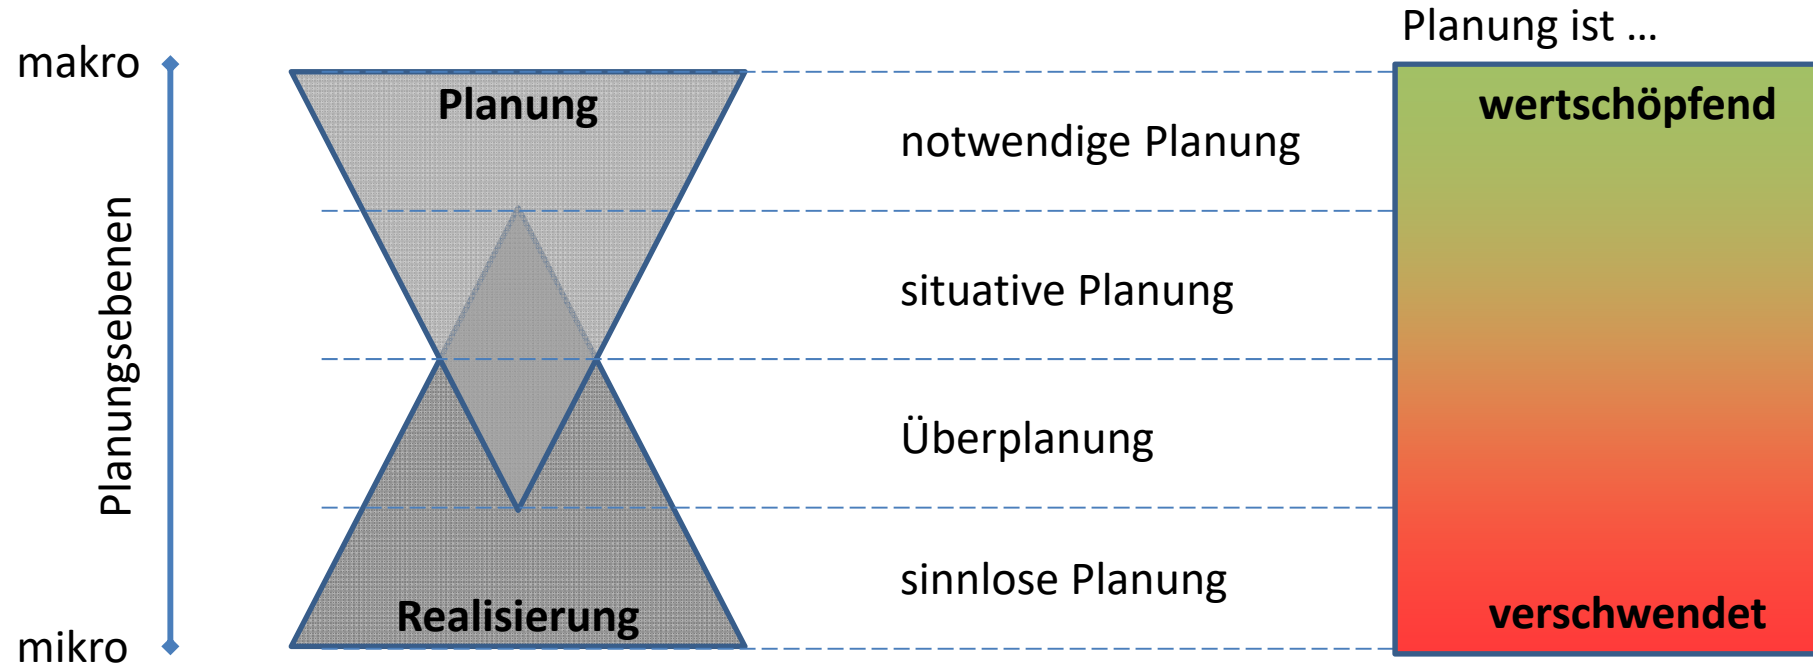 Planung ist ...
makro
Planung
wertschöpfend
notwendige Planung
Planungsebenen
situative Planung
Überplanung
sinnlose Planung
Realisierung
verschwendet
mikro